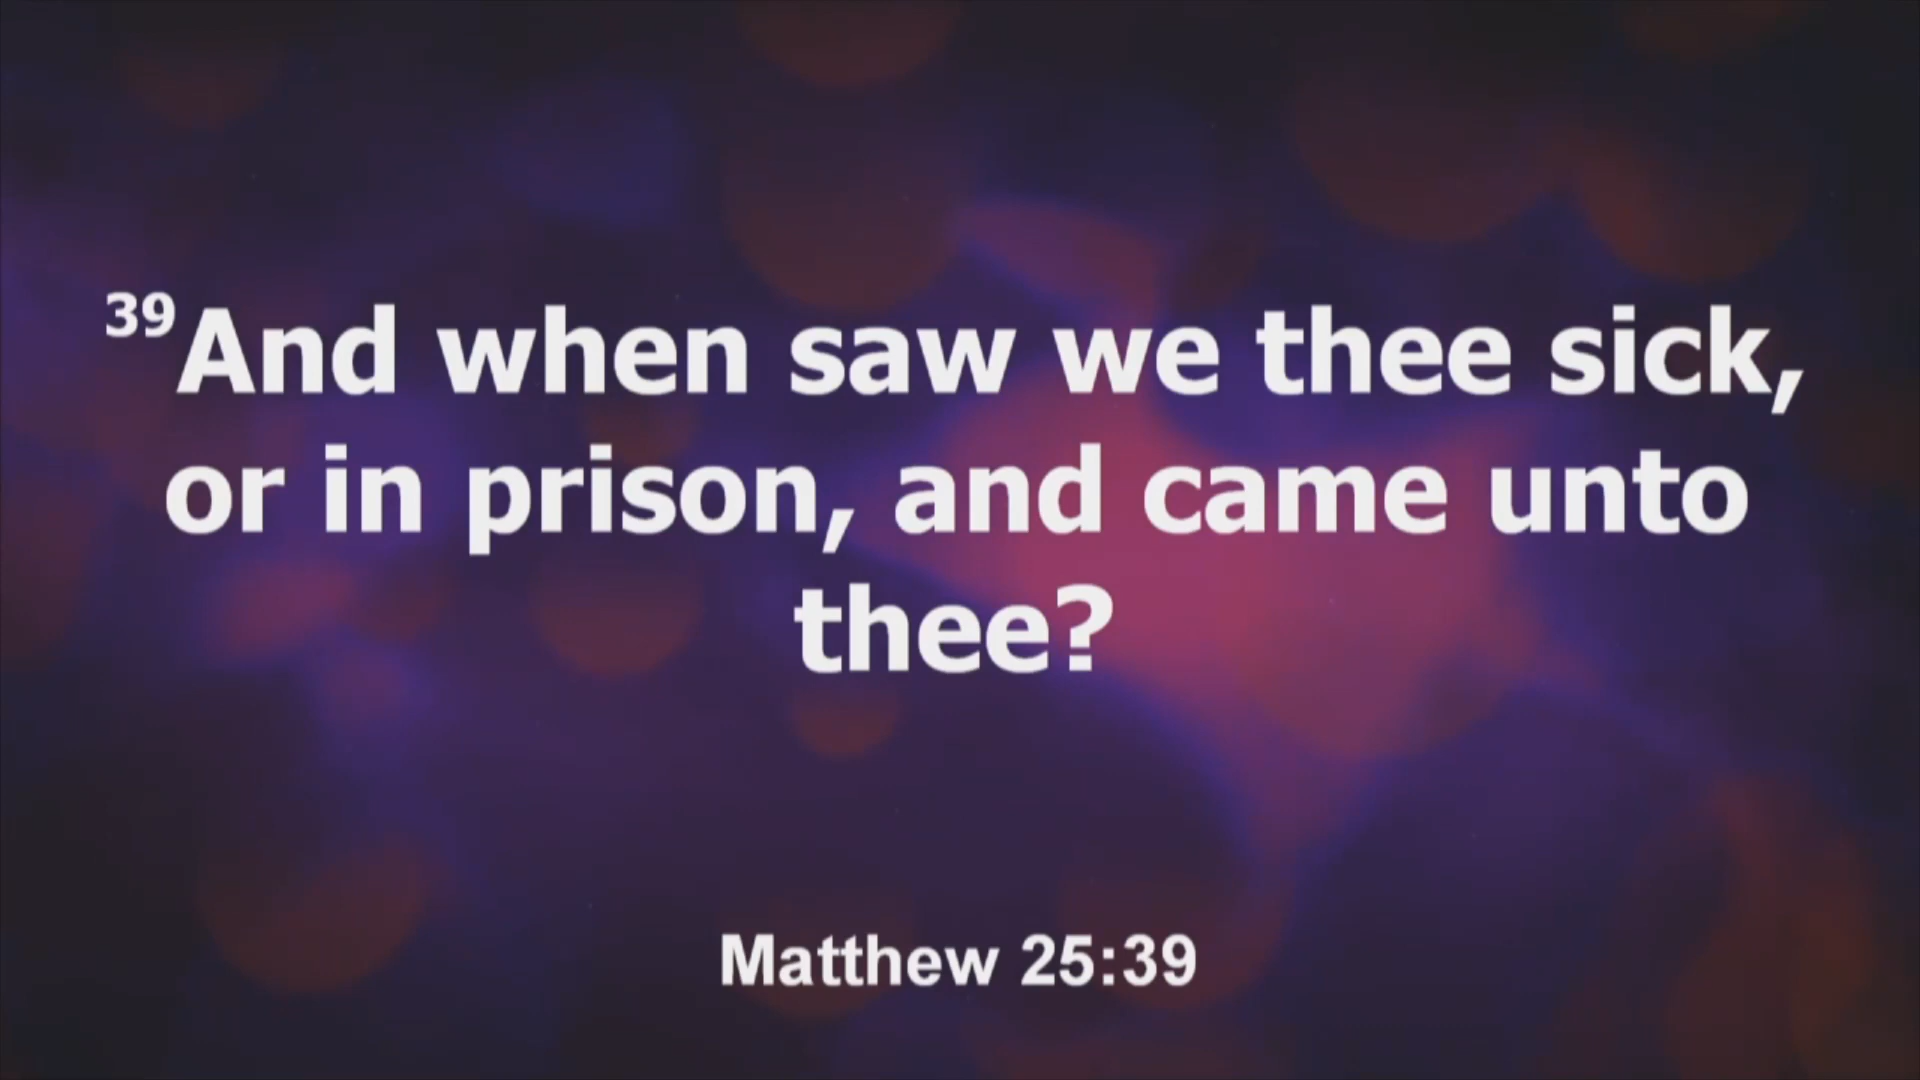 39And when saw we thee sick,
or in prison, and came unto
thee?
Matthew 25:39